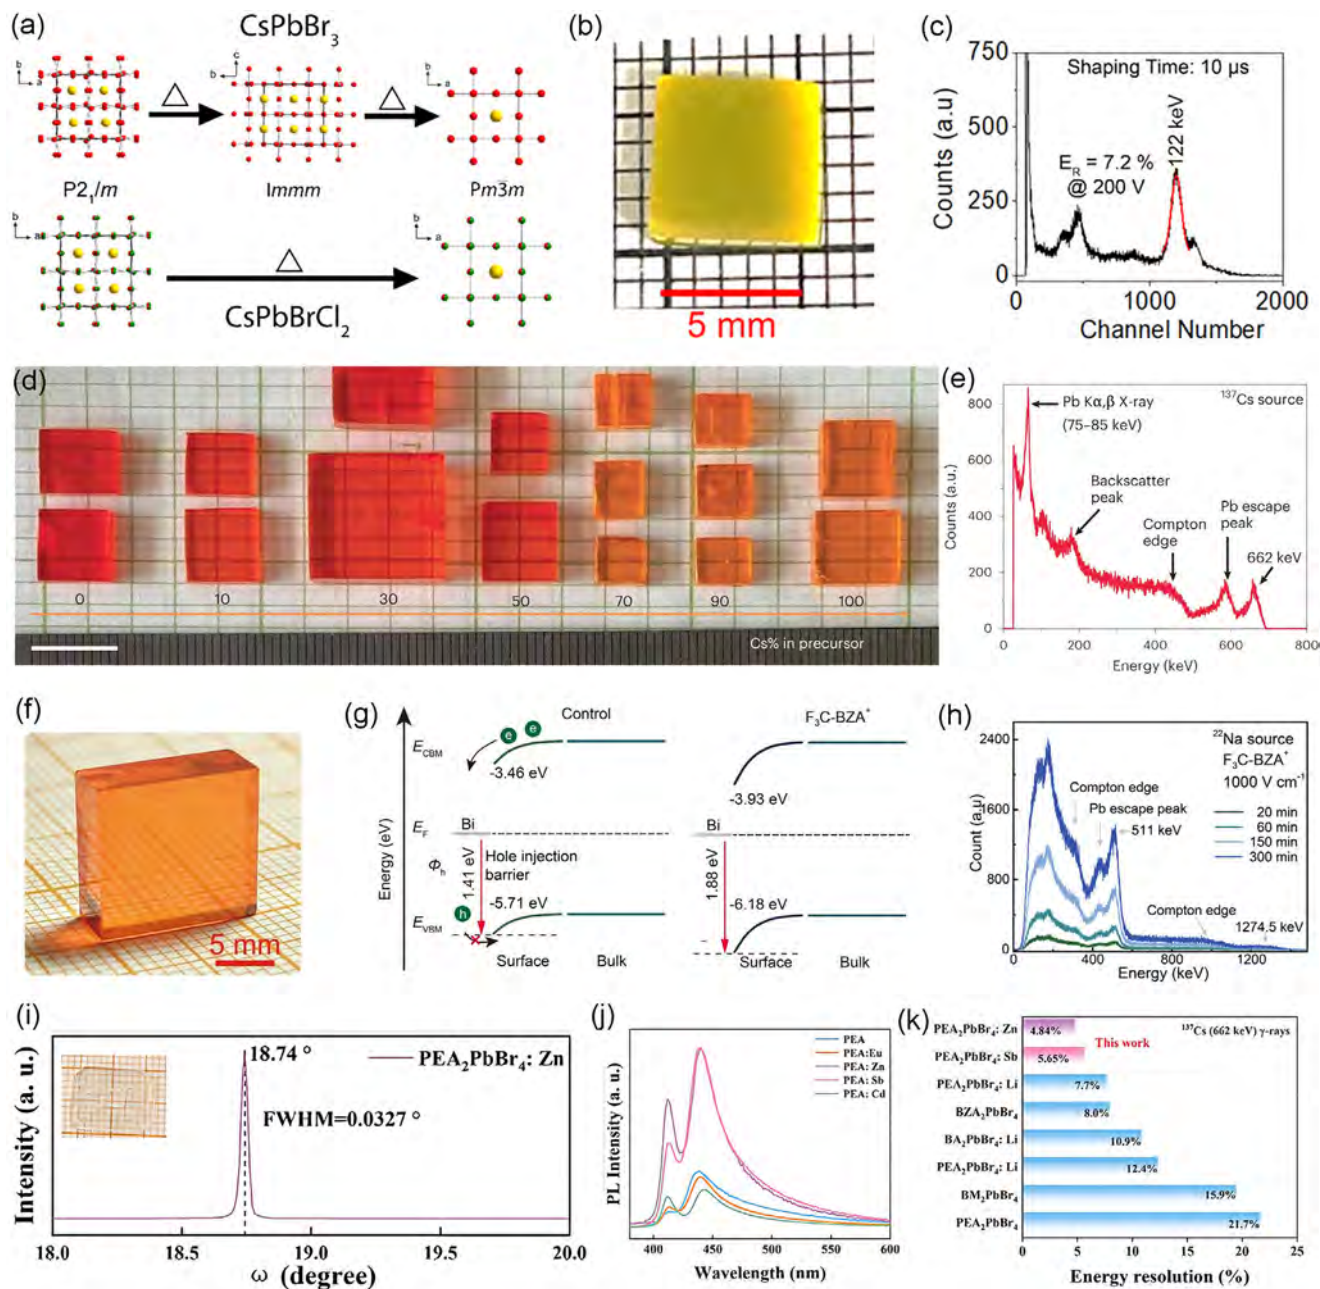 (a)
CsPbBr₃
b
a
c
b
b
a
P2₁/m
Immm
Pm3̄m
b
a
b
a
CsPbBrCl₂
(b)
5 mm
(c)
750
500
250
0
0
1000
2000
Counts (a.u)
Channel Number
Shaping Time: 10 µs
E_R = 7.2 %
@ 200 V
122 keV
(d)
0
10
30
50
70
90
100
Cs% in precursor
(e)
¹³⁷Cs source
Pb Kα,β X-ray
(75–85 keV)
Backscatter
peak
Compton
edge
Pb escape
peak
662 keV
Counts (a.u.)
800
600
400
200
0
0
200
400
600
800
Energy (keV)
(f)
5 mm
(g)
Energy (eV)
Control
F₃C-BZA⁺
E_CBM
e
e
-3.46 eV
-3.93 eV
E_F
Bi
Bi
Φ_h
1.41 eV
Hole injection
barrier
1.88 eV
h
-5.71 eV
-6.18 eV
E_VBM
Surface
Bulk
Surface
Bulk
(h)
²²Na source
F₃C-BZA⁺
1000 V cm⁻¹
Compton edge
Pb escape peak
511 keV
20 min
60 min
150 min
300 min
Compton edge
1274.5 keV
Count (a.u)
2400
1600
800
0
0
400
800
1200
Energy (keV)
(i)
18.74 °
PEA₂PbBr₄: Zn
FWHM=0.0327 °
Intensity (a. u.)
18.0
18.5
19.0
19.5
20.0
ω (degree)
(j)
PEA
PEA:Eu
PEA: Zn
PEA: Sb
PEA: Cd
PL Intensity (a. u.)
400
450
500
550
600
Wavelength (nm)
(k)
¹³⁷Cs (662 keV) γ-rays
This work
PEA₂PbBr₄: Zn
4.84%
PEA₂PbBr₄: Sb
5.65%
PEA₂PbBr₄: Li
7.7%
BZA₂PbBr₄
8.0%
BA₂PbBr₄: Li
10.9%
PEA₂PbBr₄: Li
12.4%
BM₂PbBr₄
15.9%
PEA₂PbBr₄
21.7%
0
5
10
15
20
25
Energy resolution (%)